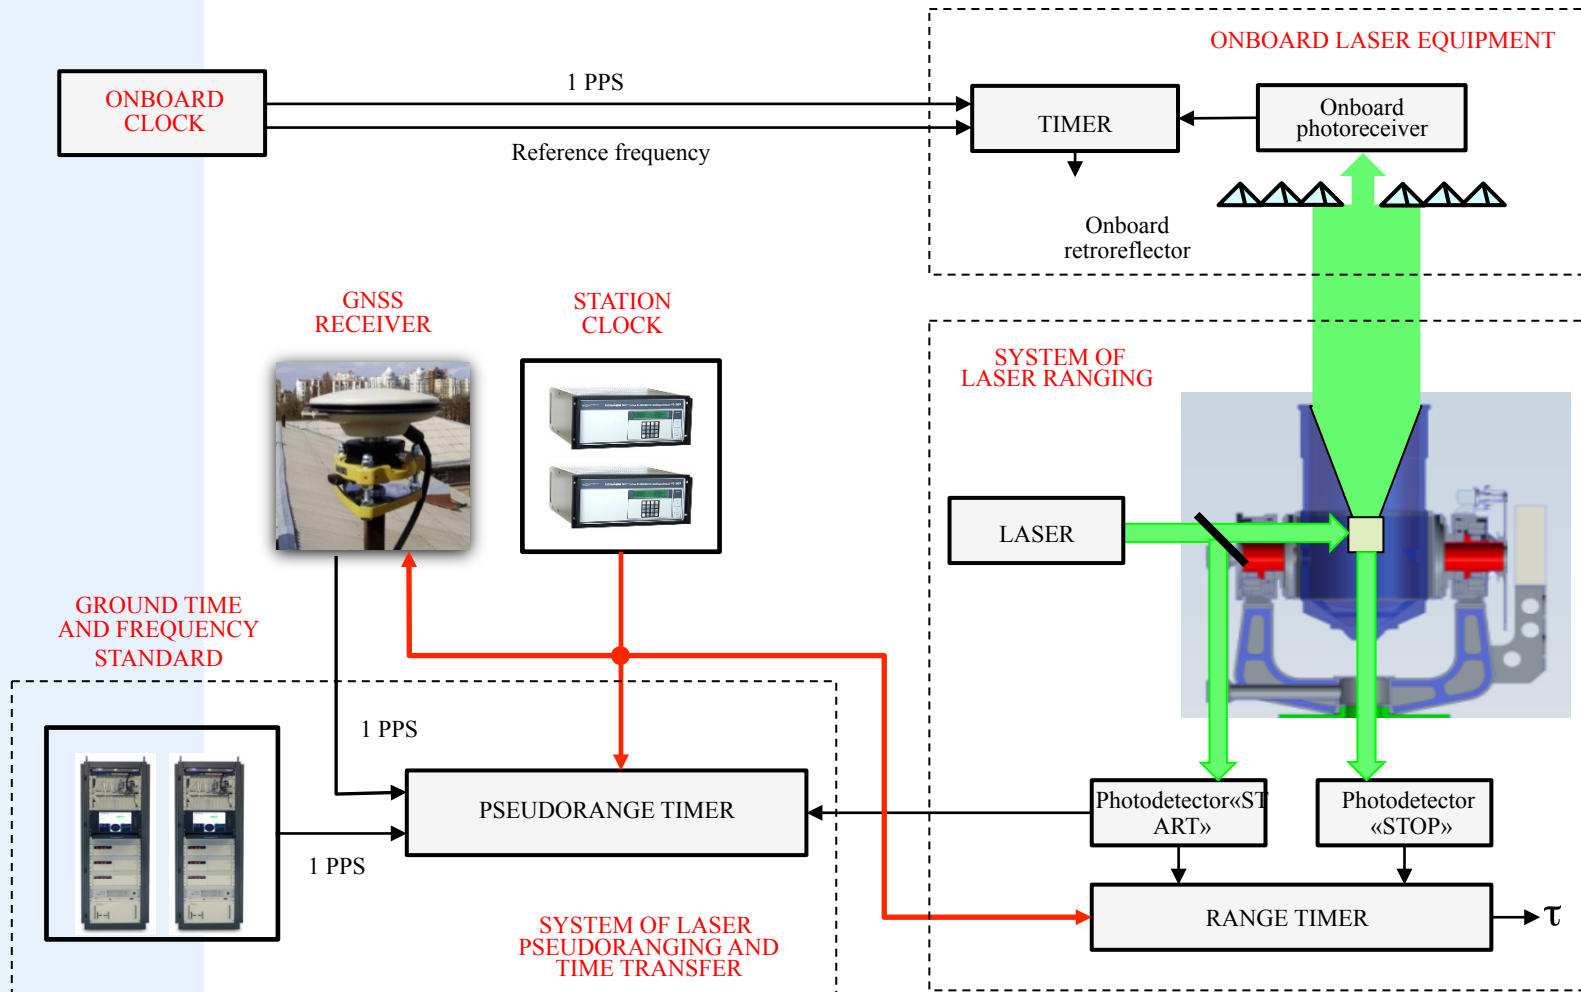 ONBOARD LASER EQUIPMENT
ONBOARD
CLOCK
1 PPS
Reference frequency
TIMER
Onboard
photoreceiver
Onboard
retroreflector
GNSS
RECEIVER
STATION
CLOCK
SYSTEM OF
LASER RANGING
LASER
GROUND TIME
AND FREQUENCY
STANDARD
1 PPS
PSEUDORANGE TIMER
1 PPS
Photodetector«ST
ART»
Photodetector
«STOP»
RANGE TIMER
τ
SYSTEM OF LASER
PSEUDORANGING AND
TIME TRANSFER